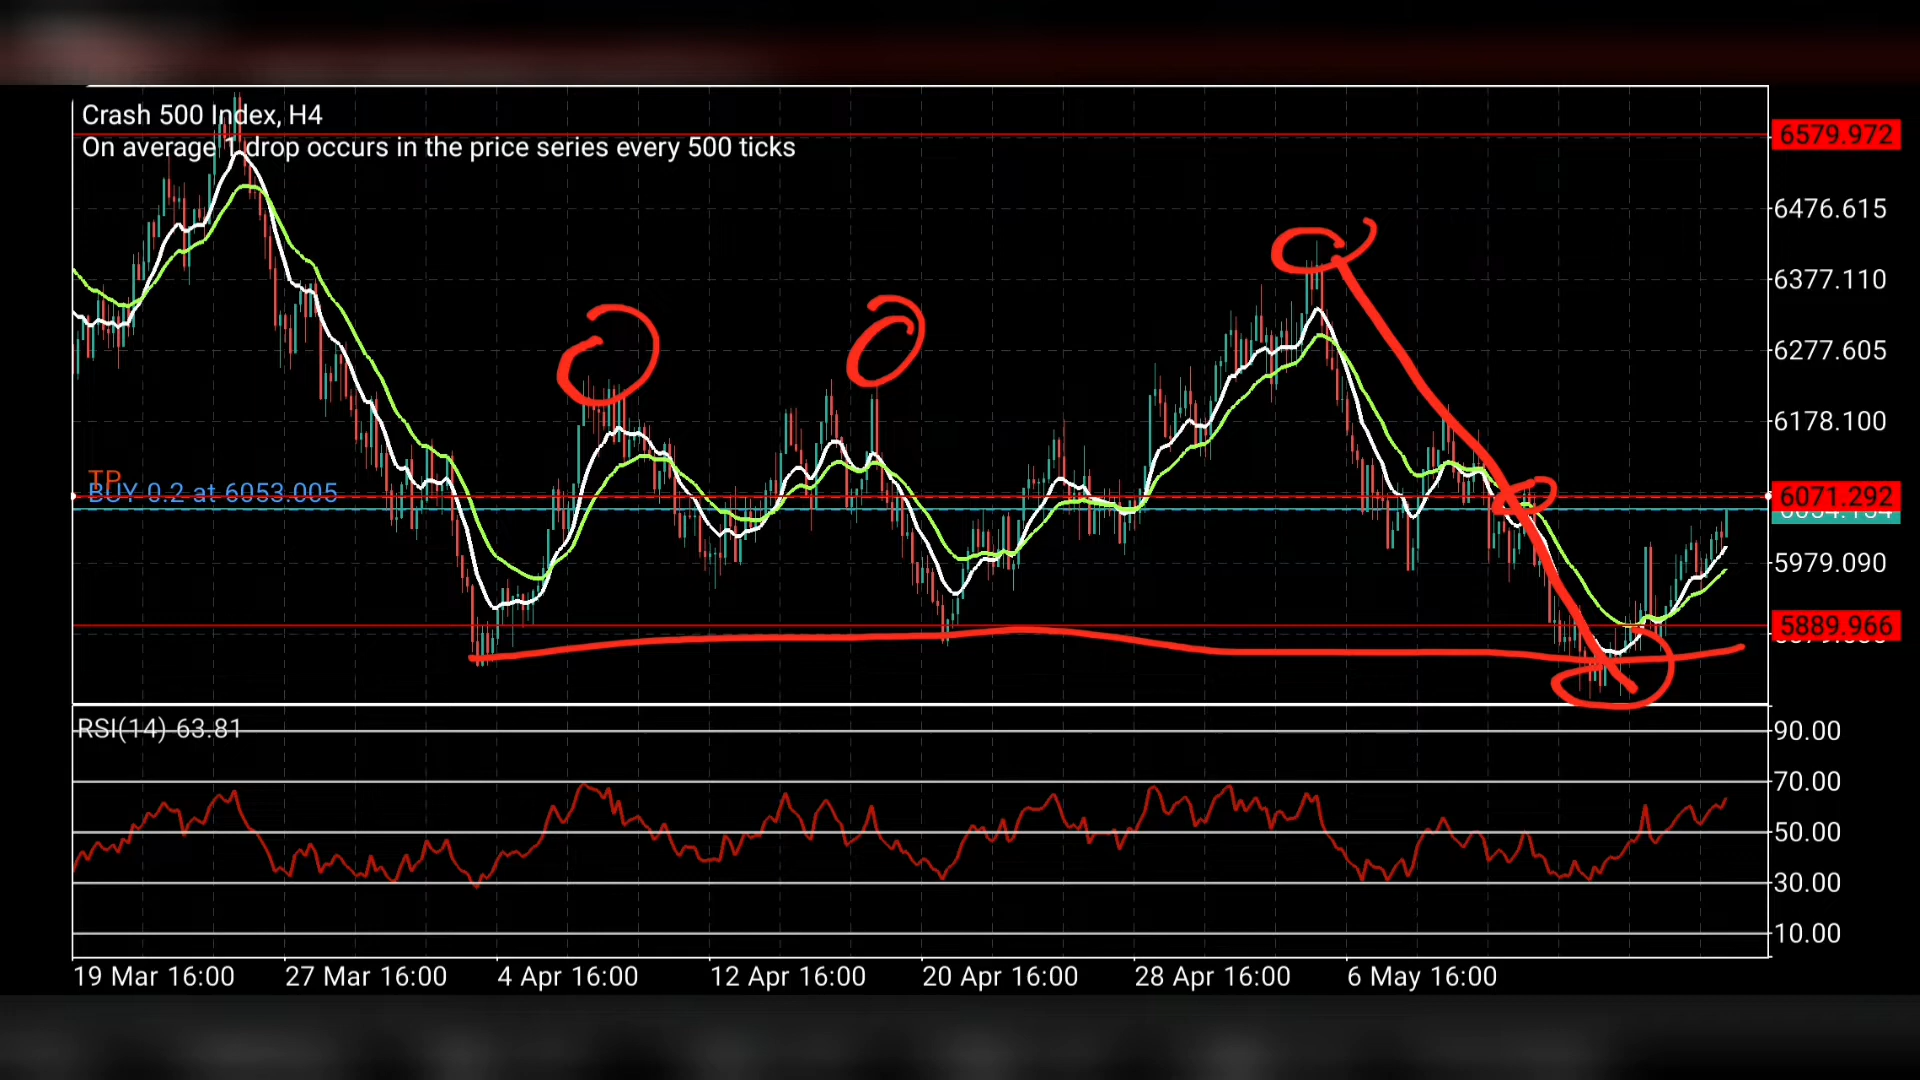 Crash 500 Index, H4
On average 1 drop occurs in the price series every 500 ticks
6579.972
6476.615
6377.110
6277.605
6178.100
TP
BUY 0.2 at 6053.005
6071.292
5979.090
5889.966
RSI(14) 63.81
90.00
70.00
50.00
30.00
10.00
19 Mar 16:00 27 Mar 16:00 4 Apr 16:00 12 Apr 16:00 20 Apr 16:00 28 Apr 16:00 6 May 16:00